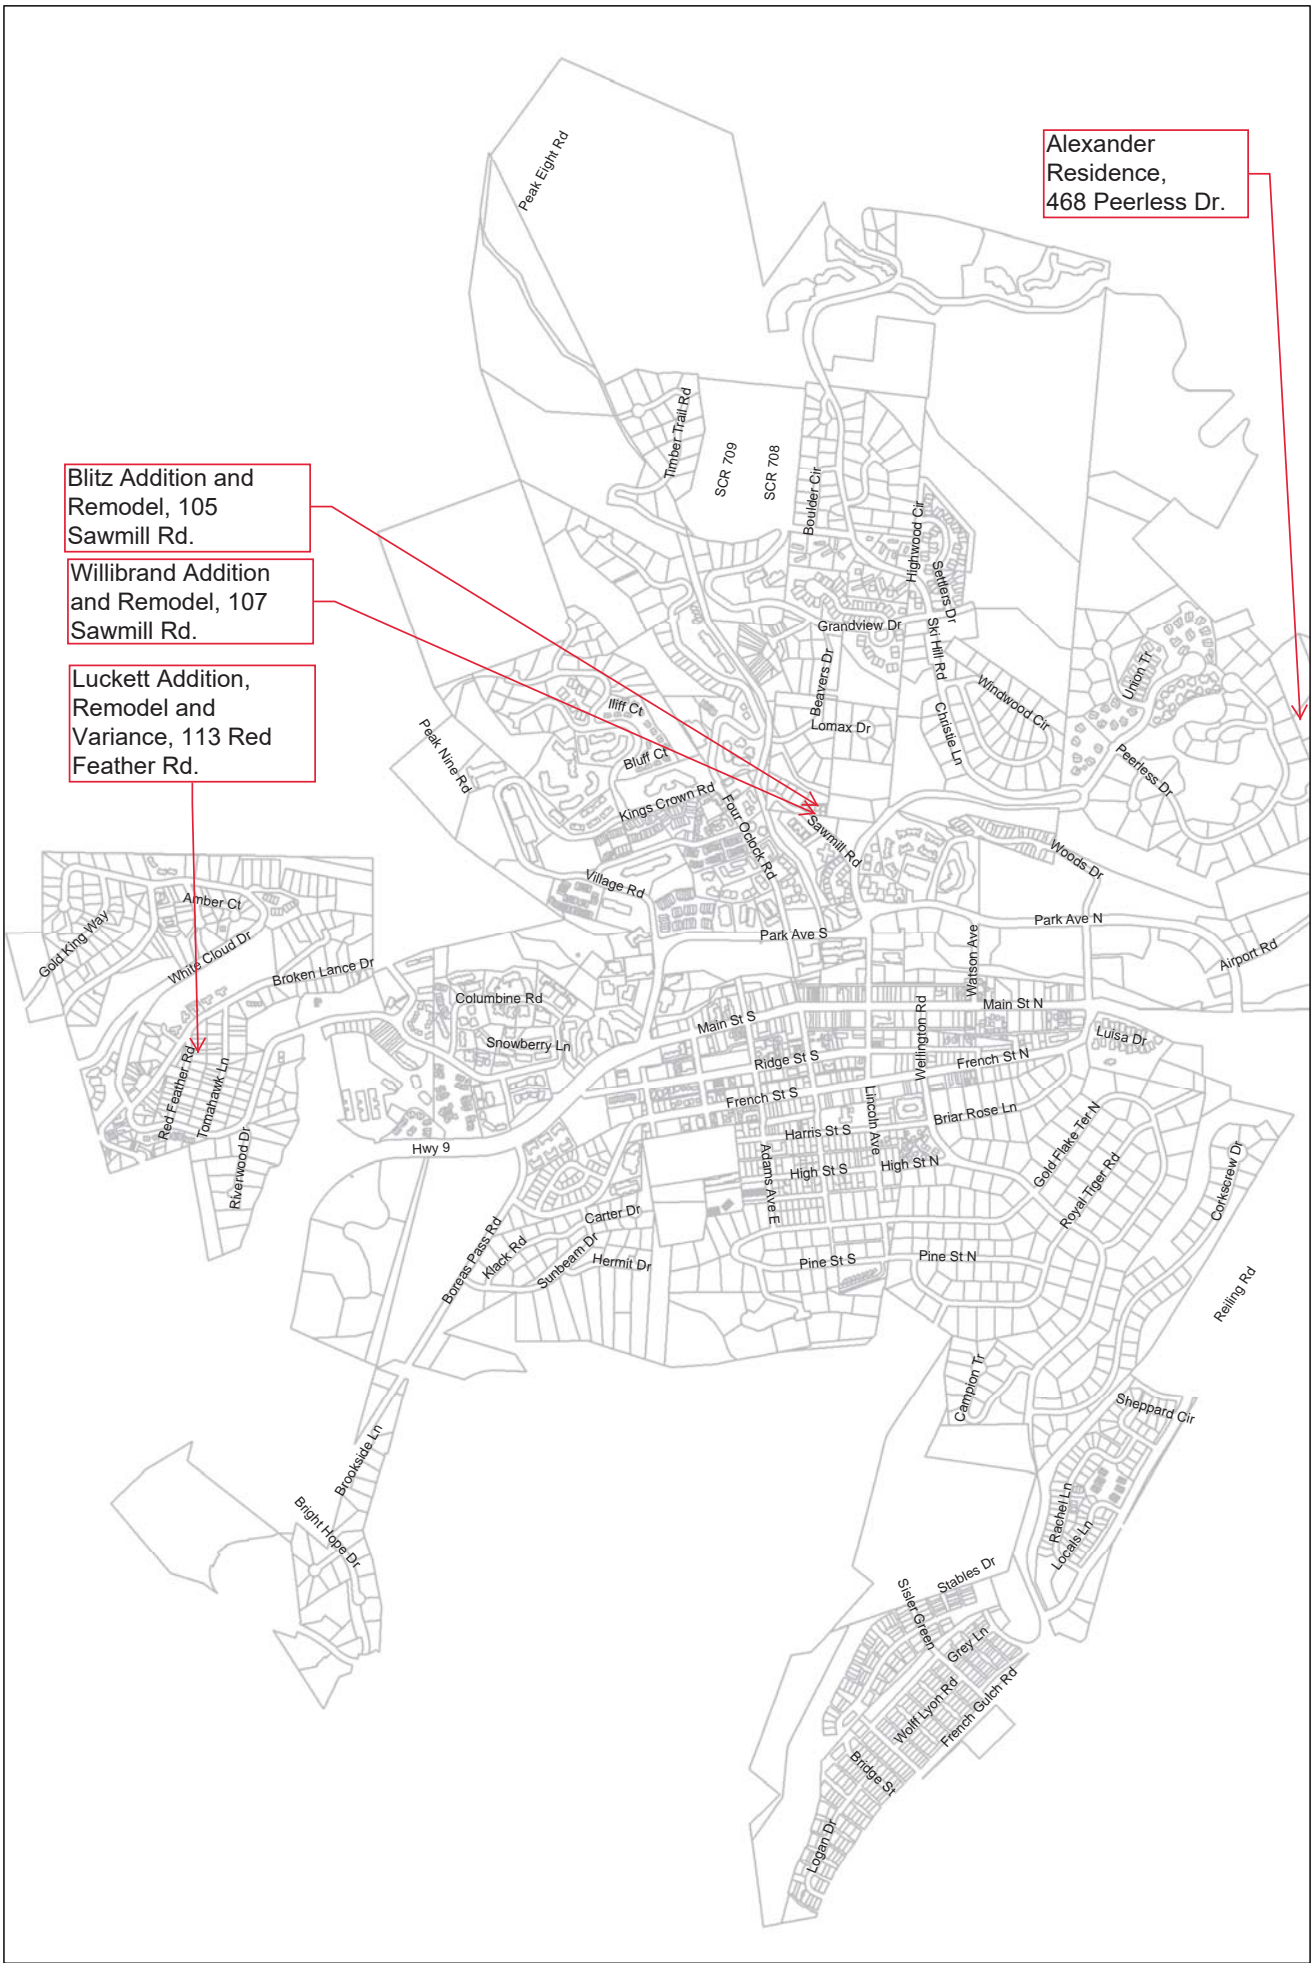 Peak Eight Rd
Alexander
Residence,
468 Peerless Dr.
Timber Trail Rd
SCR 709
SCR 708
Boulder Cir
Highwood Cir
Settlers Dr
Blitz Addition and
Remodel, 105
Sawmill Rd.
Willibrand Addition
and Remodel, 107
Sawmill Rd.
Luckett Addition,
Remodel and
Variance, 113 Red
Feather Rd.
Grandview Dr
Ski Hill Rd
Beavers Dr
Lomax Dr
Christie Ln
Windwood Cir
Union Tr
Peerless Dr
Iliff Ct
Bluff Ct
Peak Nine Rd
Kings Crown Rd
Four Oclock Rd
Sawmill Rd
Village Rd
Woods Dr
Amber Ct
Gold King Way
White Cloud Dr
Broken Lance Dr
Park Ave S
Park Ave N
Watson Ave
Airport Rd
Columbine Rd
Snowberry Ln
Main St S
Main St N
Wellington Rd
Luisa Dr
Ridge St S
French St N
French St S
Lincoln Ave
Briar Rose Ln
Red Feather Rd
Tomahawk Ln
Riverwood Dr
Hwy 9
Harris St S
High St S
High St N
Adams Ave E
Gold Flake Ter N
Royal Tiger Rd
Corkscrew Dr
Carter Dr
Boreas Pass Rd
Klack Rd
Sunbeam Dr
Hermit Dr
Pine St S
Pine St N
Reiling Rd
Campion Tr
Sheppard Cir
Brookside Ln
Bright Hope Dr
Rachel Ln
Locals Ln
Stables Dr
Sisler Green
Grey Ln
Wolff Lyon Rd
French Gulch Rd
Bridge St
Logan Dr